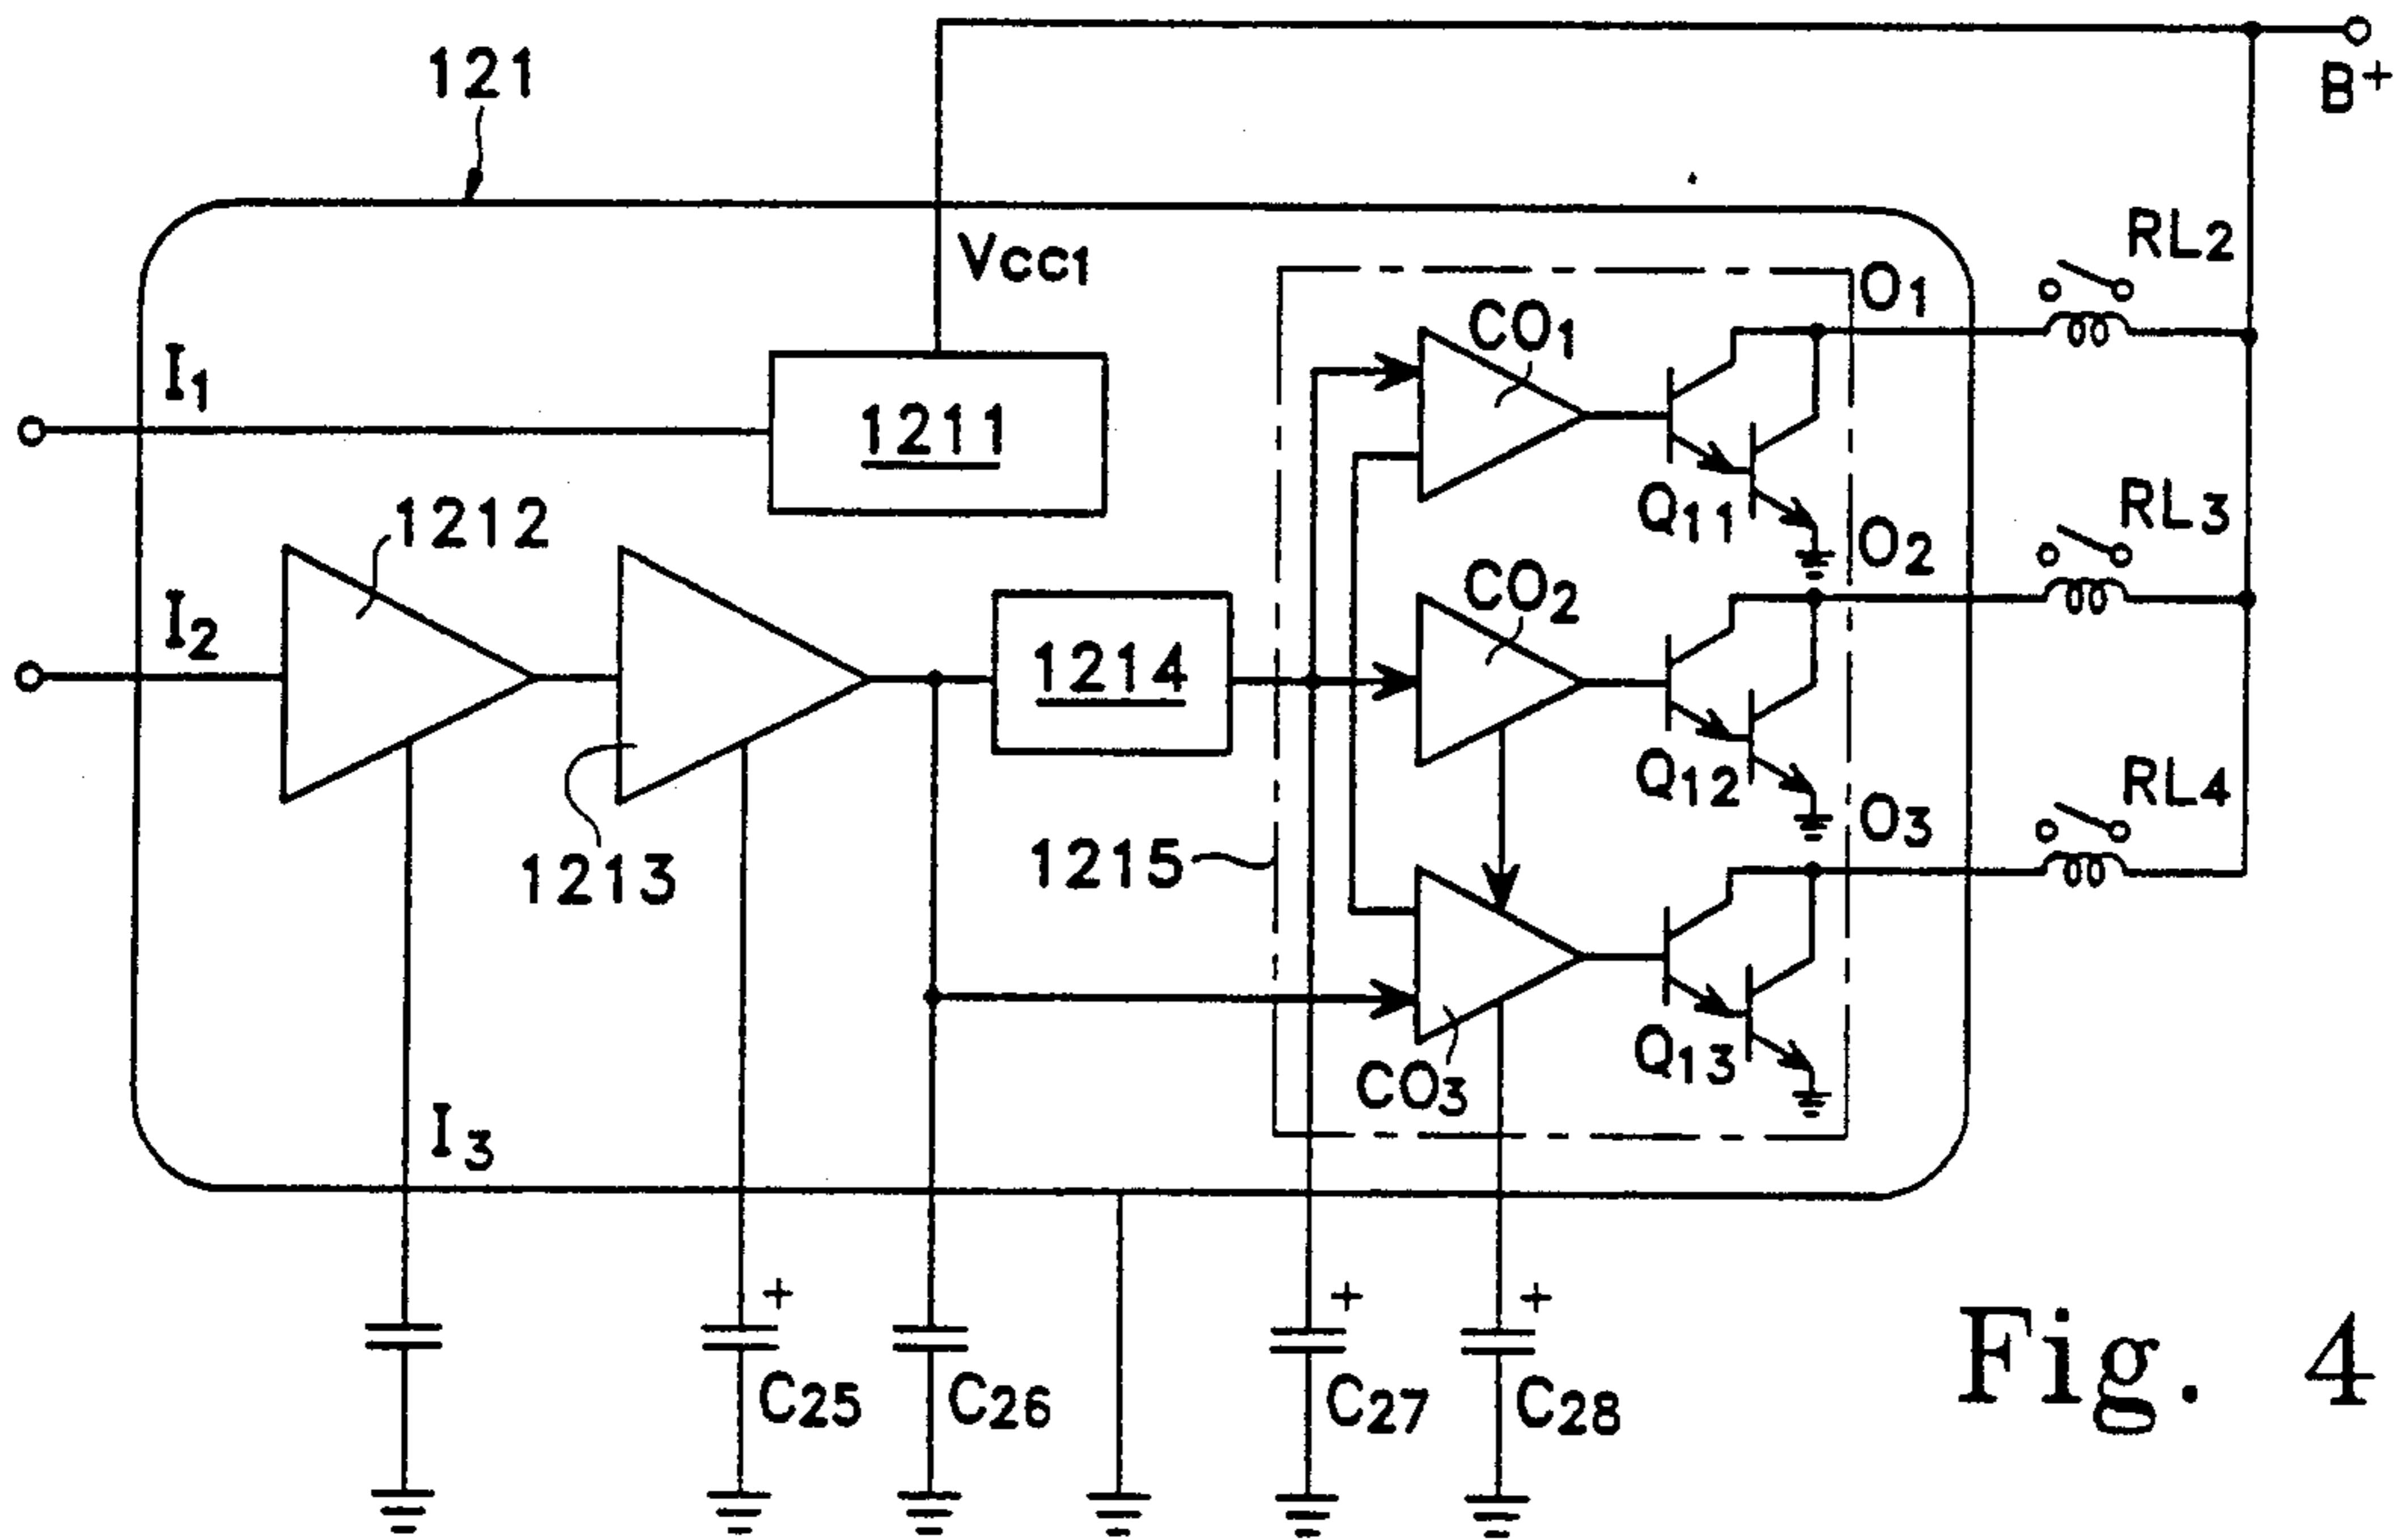 B+
121
Vcc1
RL2
O1
CO1
I1
1211
Q11
RL3
O2
1212
CO2
I2
1214
Q12
RL4
O3
1215
1213
CO3
Q13
I3
+
+
+
C25
C26
C27
C28
Fig. 4